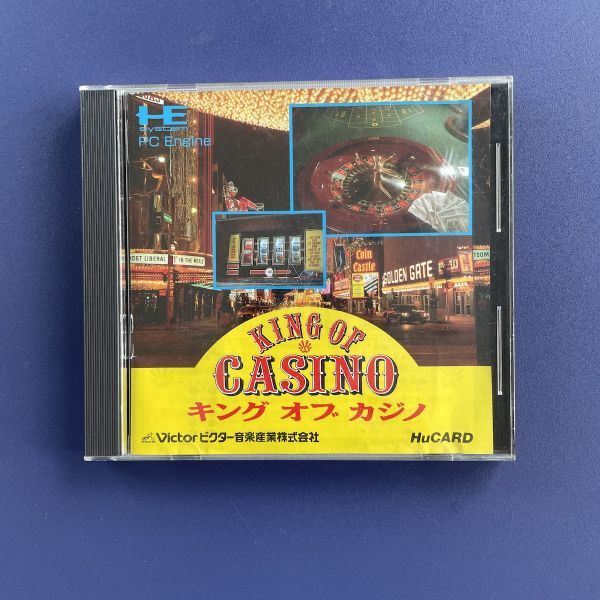 HE
system
PC Engine
MOST LIBERAL
IN THE WORLD
Coin
Castle
GOLDEN GATE
KING OF
CASINO
キング オブ カジノ
Victor ビクター音楽産業株式会社
HuCARD